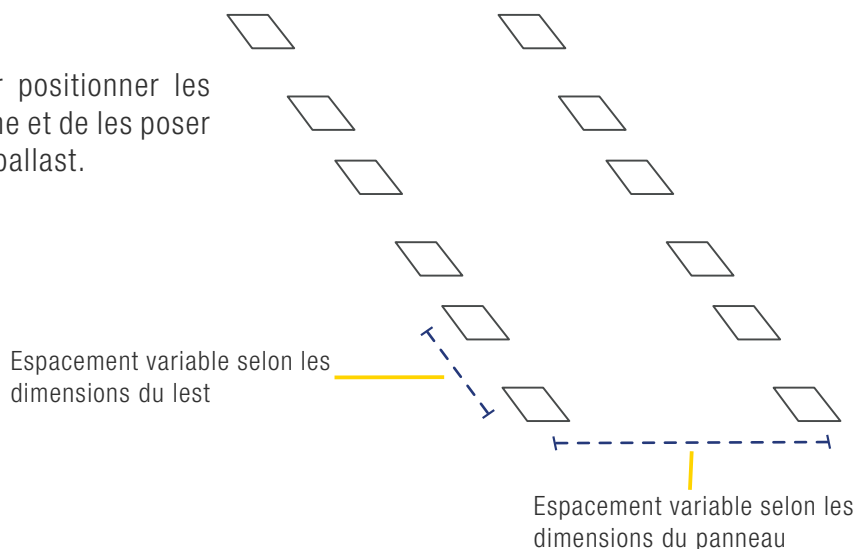 positionner les
ne et de les poser
ballast.
Espacement variable selon les
dimensions du lest
Espacement variable selon les
dimensions du panneau